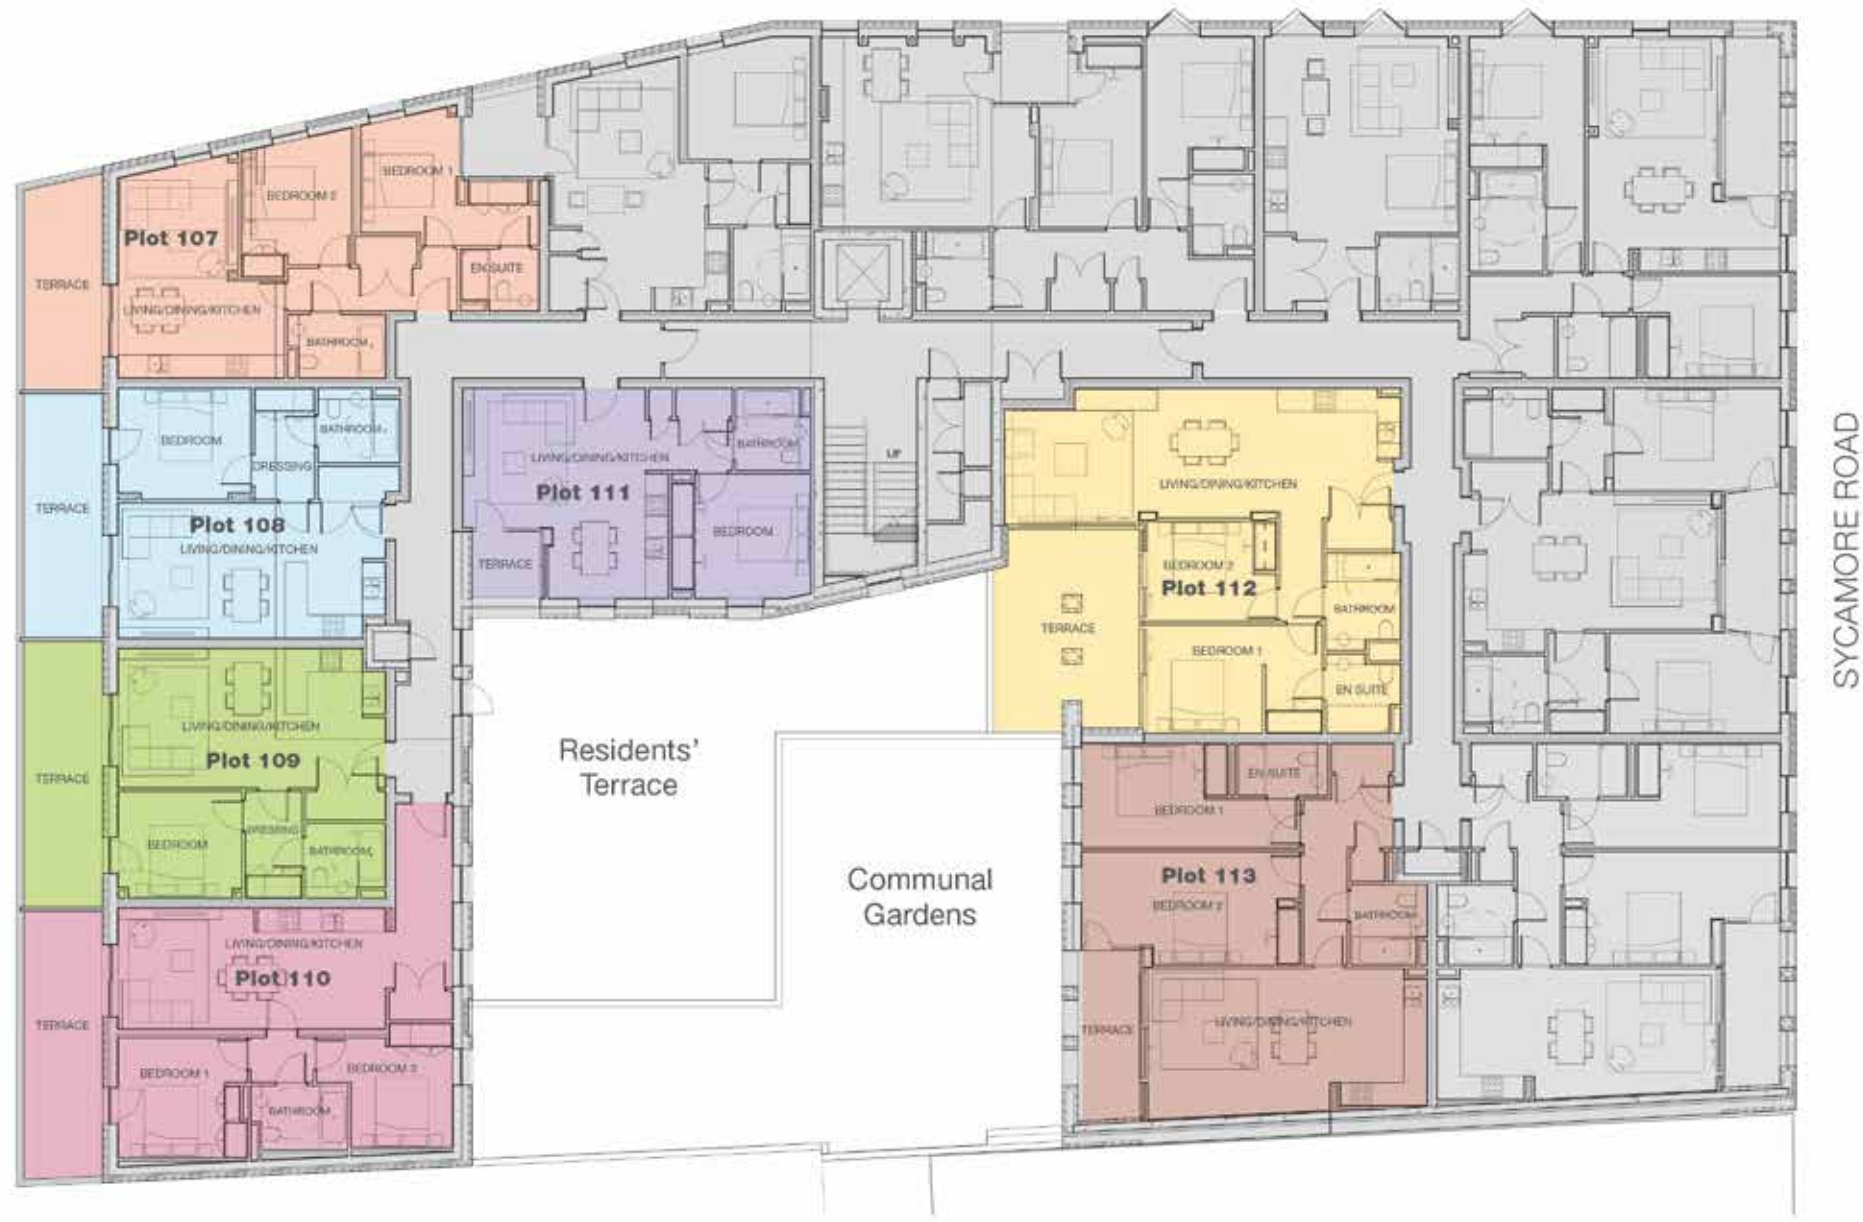 BEDROOM 1
BEDROOM 2
Plot 107
EN SUITE
TERRACE
LIVING/DINING/KITCHEN
BATHROOM
BEDROOM
BATHROOM
DRESSING
TERRACE
Plot 108
LIVING/DINING/KITCHEN
BATHROOM
LIVING/DINING/KITCHEN
Plot 111
BEDROOM
TERRACE
UP
LIVING/DINING/KITCHEN
BEDROOM 2
Plot 112
BATHROOM
TERRACE
BEDROOM 1
EN SUITE
SYCAMORE ROAD
LIVING/DINING/KITCHEN
Plot 109
TERRACE
DRESSING
BEDROOM
BATHROOM
Residents'
Terrace
Communal
Gardens
EN SUITE
BEDROOM 1
Plot 113
BEDROOM 2
BATHROOM
TERRACE
LIVING/DINING/KITCHEN
LIVING/DINING/KITCHEN
Plot 110
TERRACE
BEDROOM 1
BEDROOM 2
BATHROOM